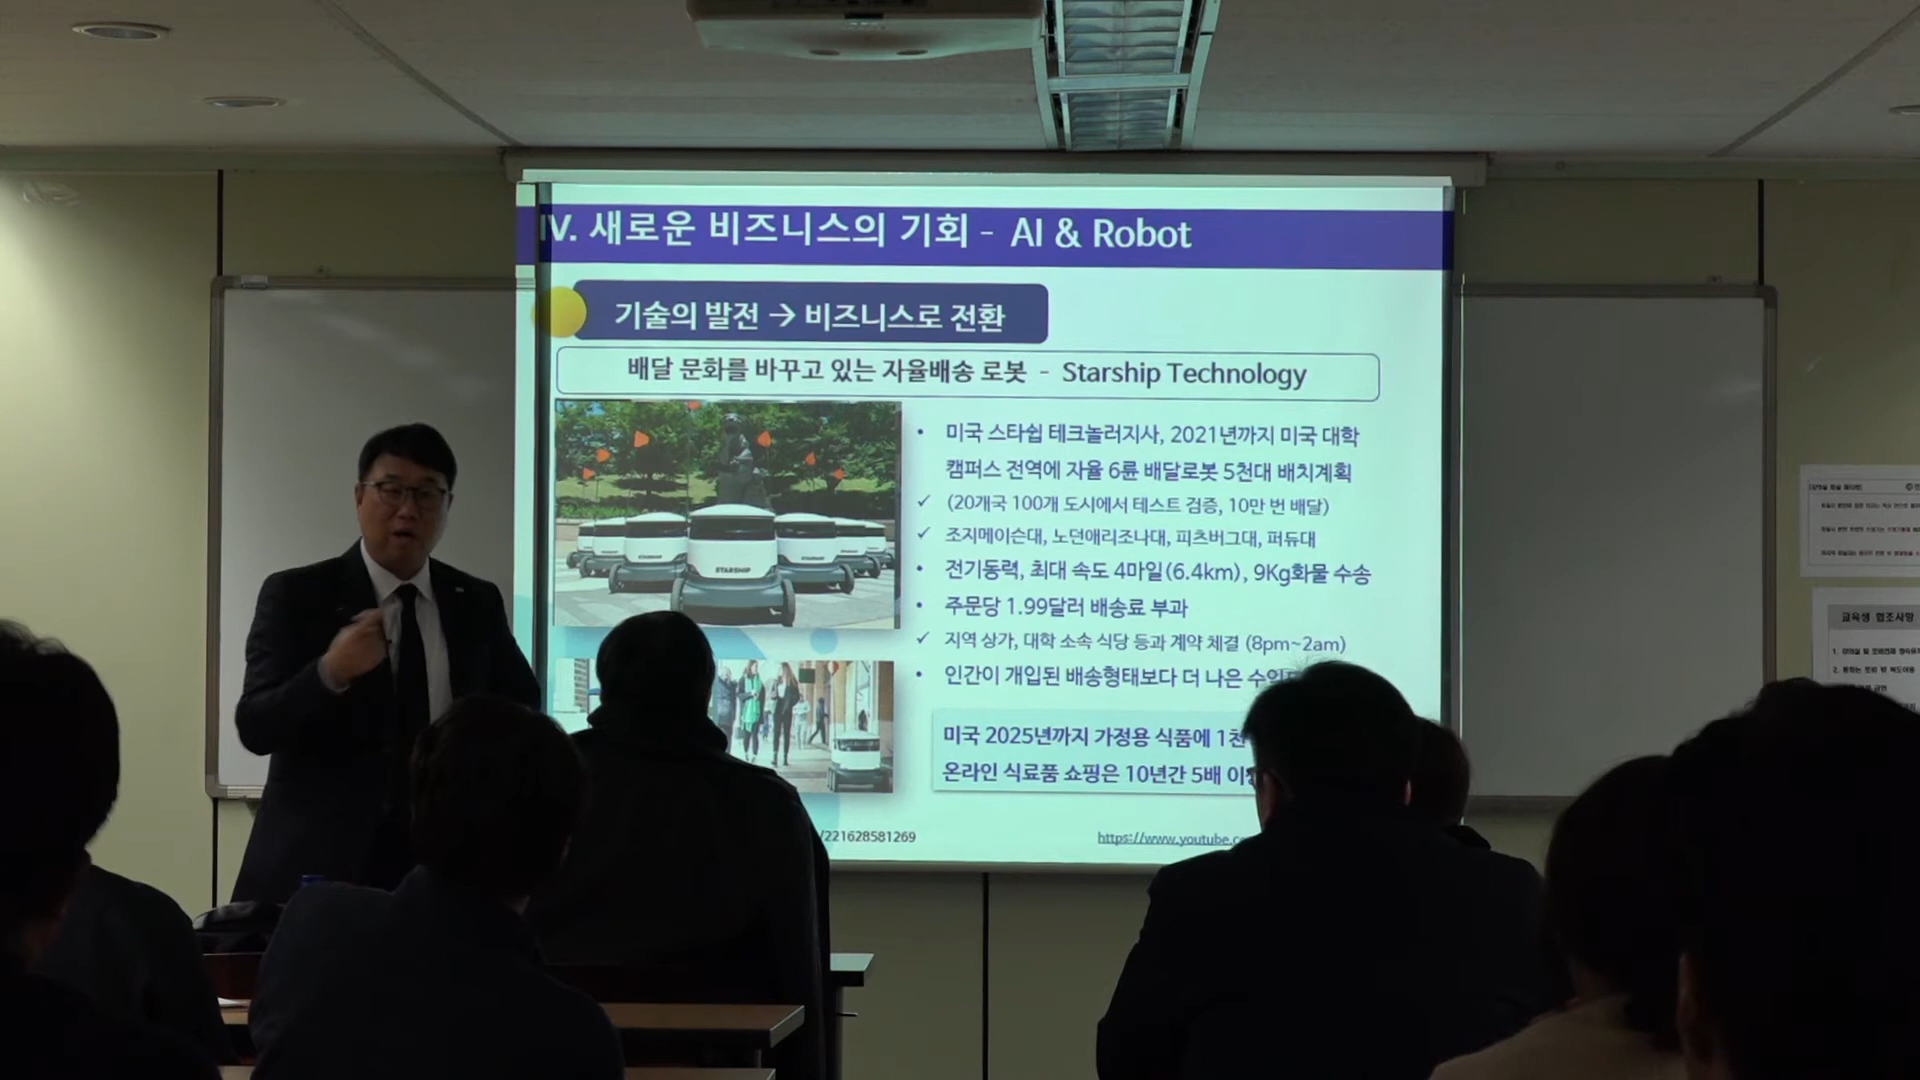 IV. 새로운 비즈니스의 기회 - AI & Robot
기술의 발전 → 비즈니스로 전환
배달 문화를 바꾸고 있는 자율배송 로봇 - Starship Technology
• 미국 스타쉽 테크놀러지사, 2021년까지 미국 대학
캠퍼스 전역에 자율 6륜 배달로봇 5천대 배치계획
✓ (20개국 100개 도시에서 테스트 검증, 10만 번 배달)
✓ 조지메이슨대, 노던애리조나대, 피츠버그대, 퍼듀대
• 전기동력, 최대 속도 4마일(6.4km), 9Kg화물 수송
• 주문당 1.99달러 배송료 부과
✓ 지역 상가, 대학 소속 식당 등과 계약 체결 (8pm~2am)
• 인간이 개입된 배송형태보다 더 나은
STARSHIP
미국 2025년까지 가정용 식품에 1천
온라인 식료품 쇼핑은 10년간 5배
/221628581269
https://www.youtube.c
교육생 협조사항